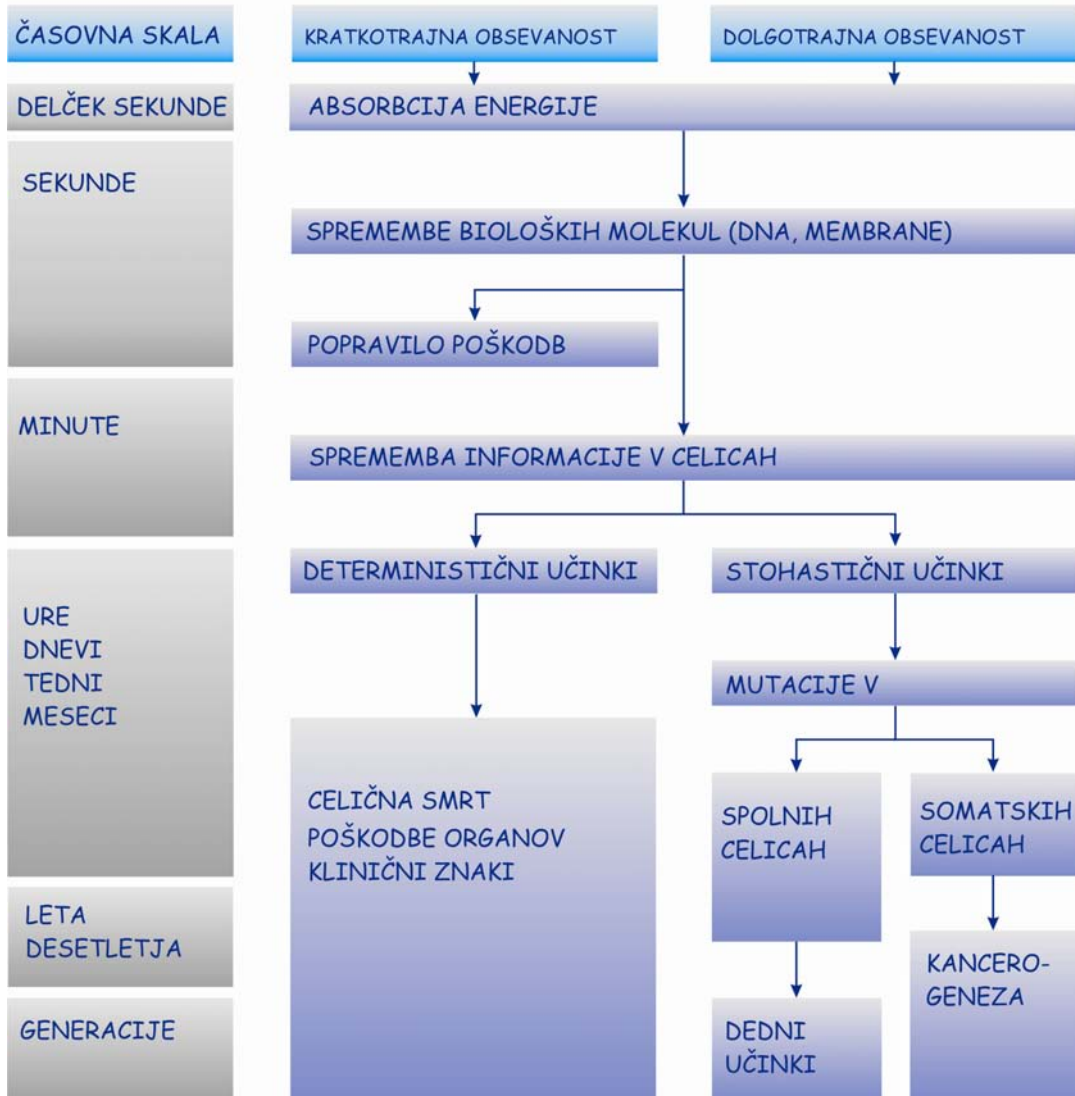 ČASOVNA SKALA
KRATKOTRAJNA OBSEVANOST
DOLGOTRAJNA OBSEVANOST
DELČEK SEKUNDE
ABSORBCIJA ENERGIJE
SEKUNDE
SPREMEMBE BIOLOŠKIH MOLEKUL (DNA, MEMBRANE)
POPRAVILO POŠKODB
MINUTE
SPREMEMBA INFORMACIJE V CELICAH
DETERMINISTIČNI UČINKI
STOHASTIČNI UČINKI
URE
DNEVI
TEDNI
MESECI
MUTACIJE V
CELIČNA SMRT
POŠKODBE ORGANOV
KLINIČNI ZNAKI
SPOLNIH
CELICAH
SOMATSKIH
CELICAH
LETA
DESETLETJA
KANCERO-
GENEZA
GENERACIJE
DEDNI
UČINKI